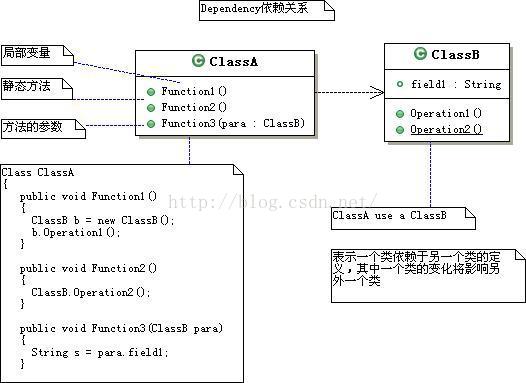 Dependency依赖关系
局部变量
静态方法
方法的参数
C ClassA
Function1()
Function2()
Function3(para : ClassB)
C ClassB
field1 : String
Operation1()
Operation2()
Class ClassA
{
public void Function1()
{
ClassB b = new ClassB();
b.Operation1();
}
public void Function2()
{
ClassB.Operation2();
}
public void Function3(ClassB para)
{
String s = para.field1;
}
http://blog.csdn.net/
ClassA use a ClassB
表示一个类依赖于另一个类的定
义，其中一个类的变化将影响另
外一个类